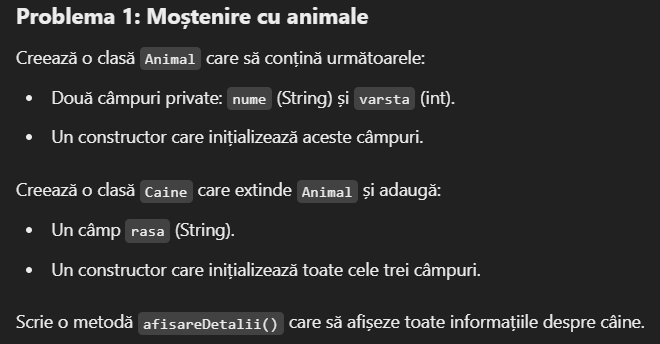 Problema 1: Moștenire cu animale
Creează o clasă Animal care să conțină următoarele:
• Două câmpuri private: nume (String) și varsta (int).
• Un constructor care inițializează aceste câmpuri.
Creează o clasă Caine care extinde Animal și adaugă:
• Un câmp rasa (String).
• Un constructor care inițializează toate cele trei câmpuri.
Scrie o metodă afisareDetalii() care să afișeze toate informațiile despre câine.